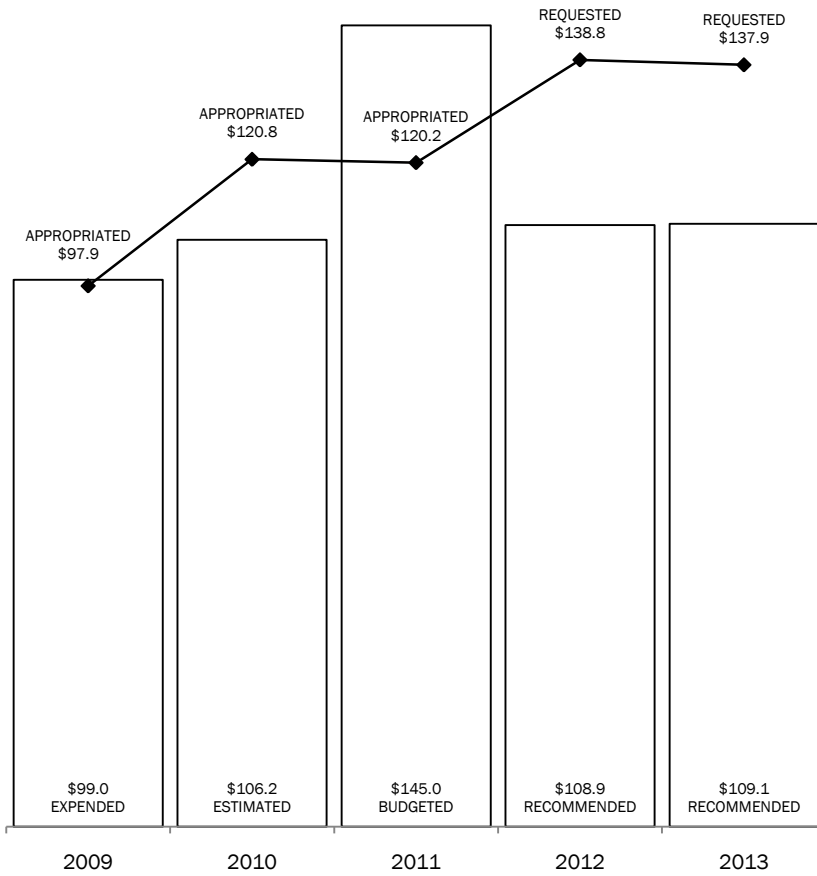 REQUESTED
$138.8
REQUESTED
$137.9
APPROPRIATED
$120.8
APPROPRIATED
$120.2
APPROPRIATED
$97.9
$99.0
EXPENDED
$106.2
ESTIMATED
$145.0
BUDGETED
$108.9
RECOMMENDED
$109.1
RECOMMENDED
2009
2010
2011
2012
2013